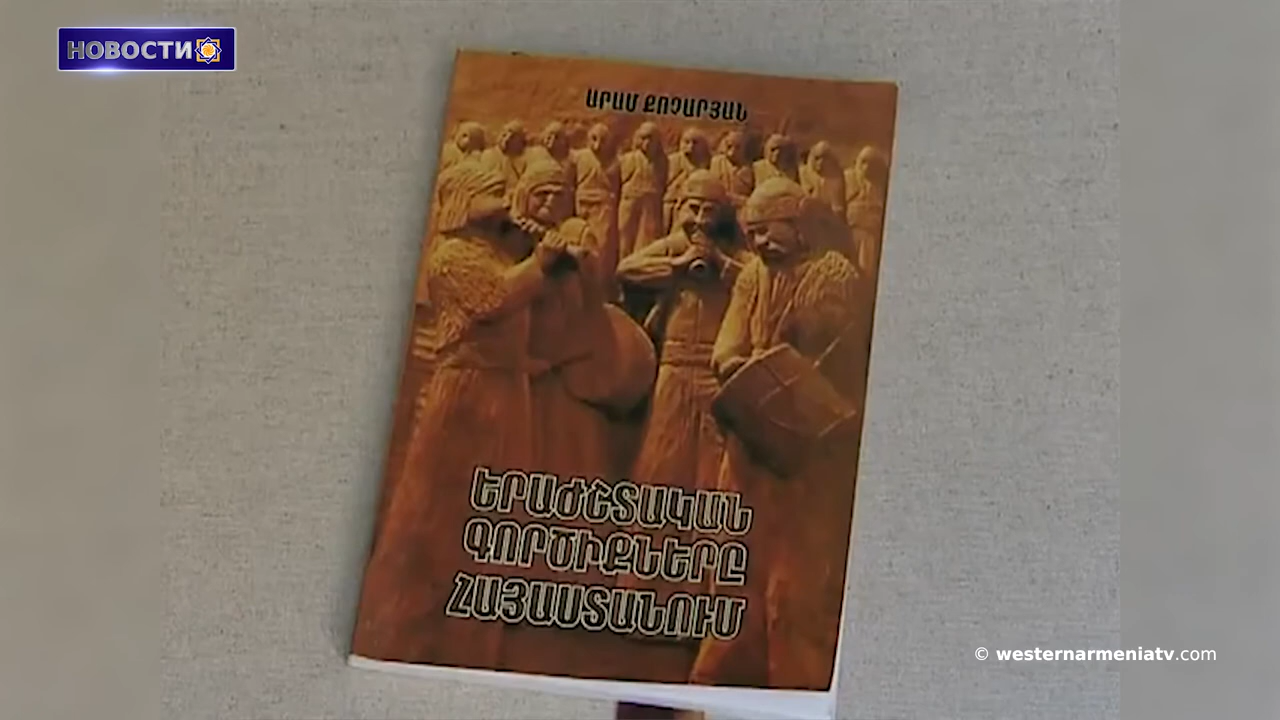 НОВОСТИ
ԱՐԱՄ ՔՈՉԱՐՅԱՆ
ԵՐԱԺՇՏԱԿԱՆ
ԳՈՐԾԻՔՆԵՐԸ
ՀԱՅԱՍՏԱՆՈՒՄ
© westernarmeniatv.com